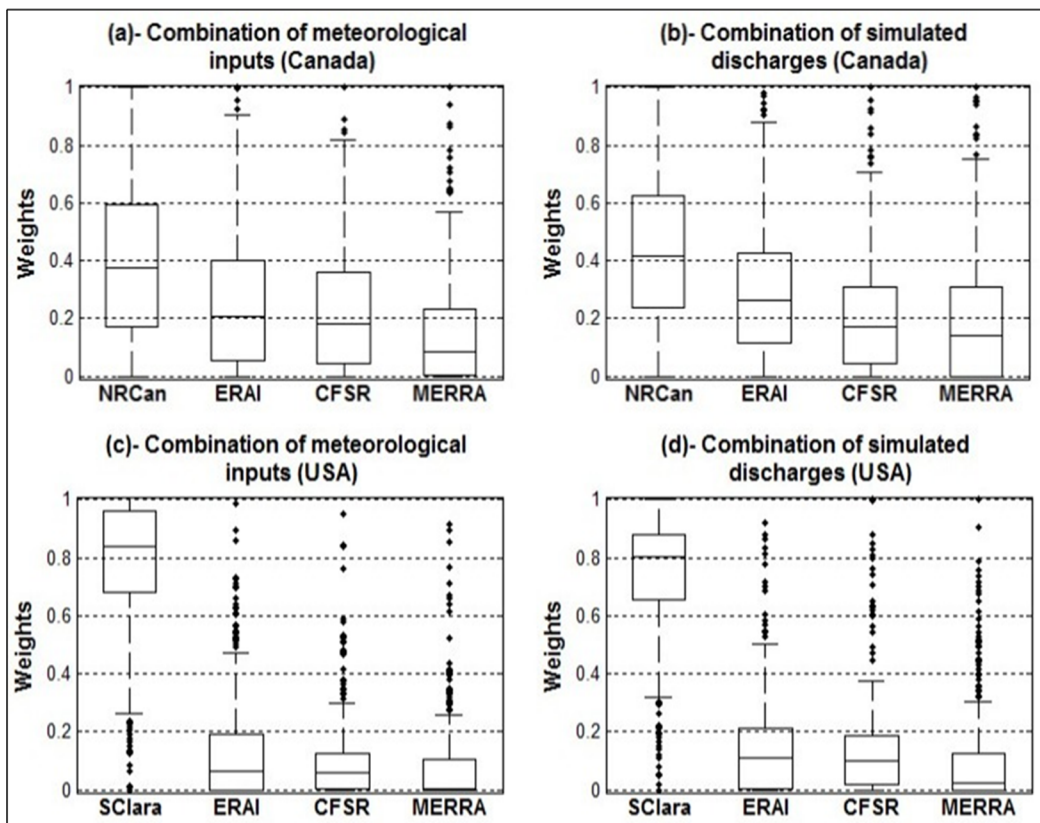 (a)- Combination of meteorological
inputs (Canada)
Weights
1
0.8
0.6
0.4
0.2
0
NRCan ERAI CFSR MERRA
(b)- Combination of simulated
discharges (Canada)
Weights
1
0.8
0.6
0.4
0.2
0
NRCan ERAI CFSR MERRA
(c)- Combination of meteorological
inputs (USA)
Weights
1
0.8
0.6
0.4
0.2
0
SClara ERAI CFSR MERRA
(d)- Combination of simulated
discharges (USA)
Weights
1
0.8
0.6
0.4
0.2
0
SClara ERAI CFSR MERRA